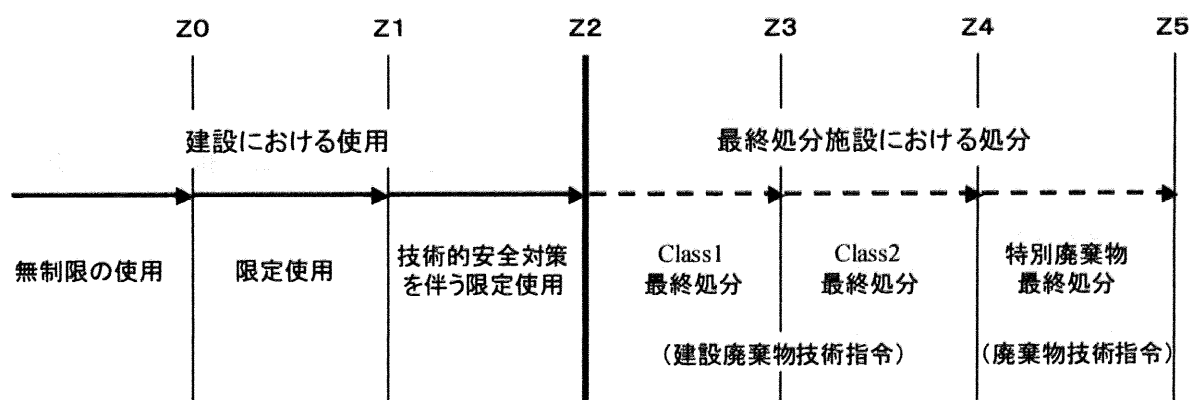 Z0 Z1 Z2 Z3 Z4 Z5
建設における使用 最終処分施設における処分
無制限の使用
限定使用
技術的安全対策
を伴う限定使用
Class1
最終処分
Class2
最終処分
特別廃棄物
最終処分
(建設廃棄物技術指令)
(廃棄物技術指令)